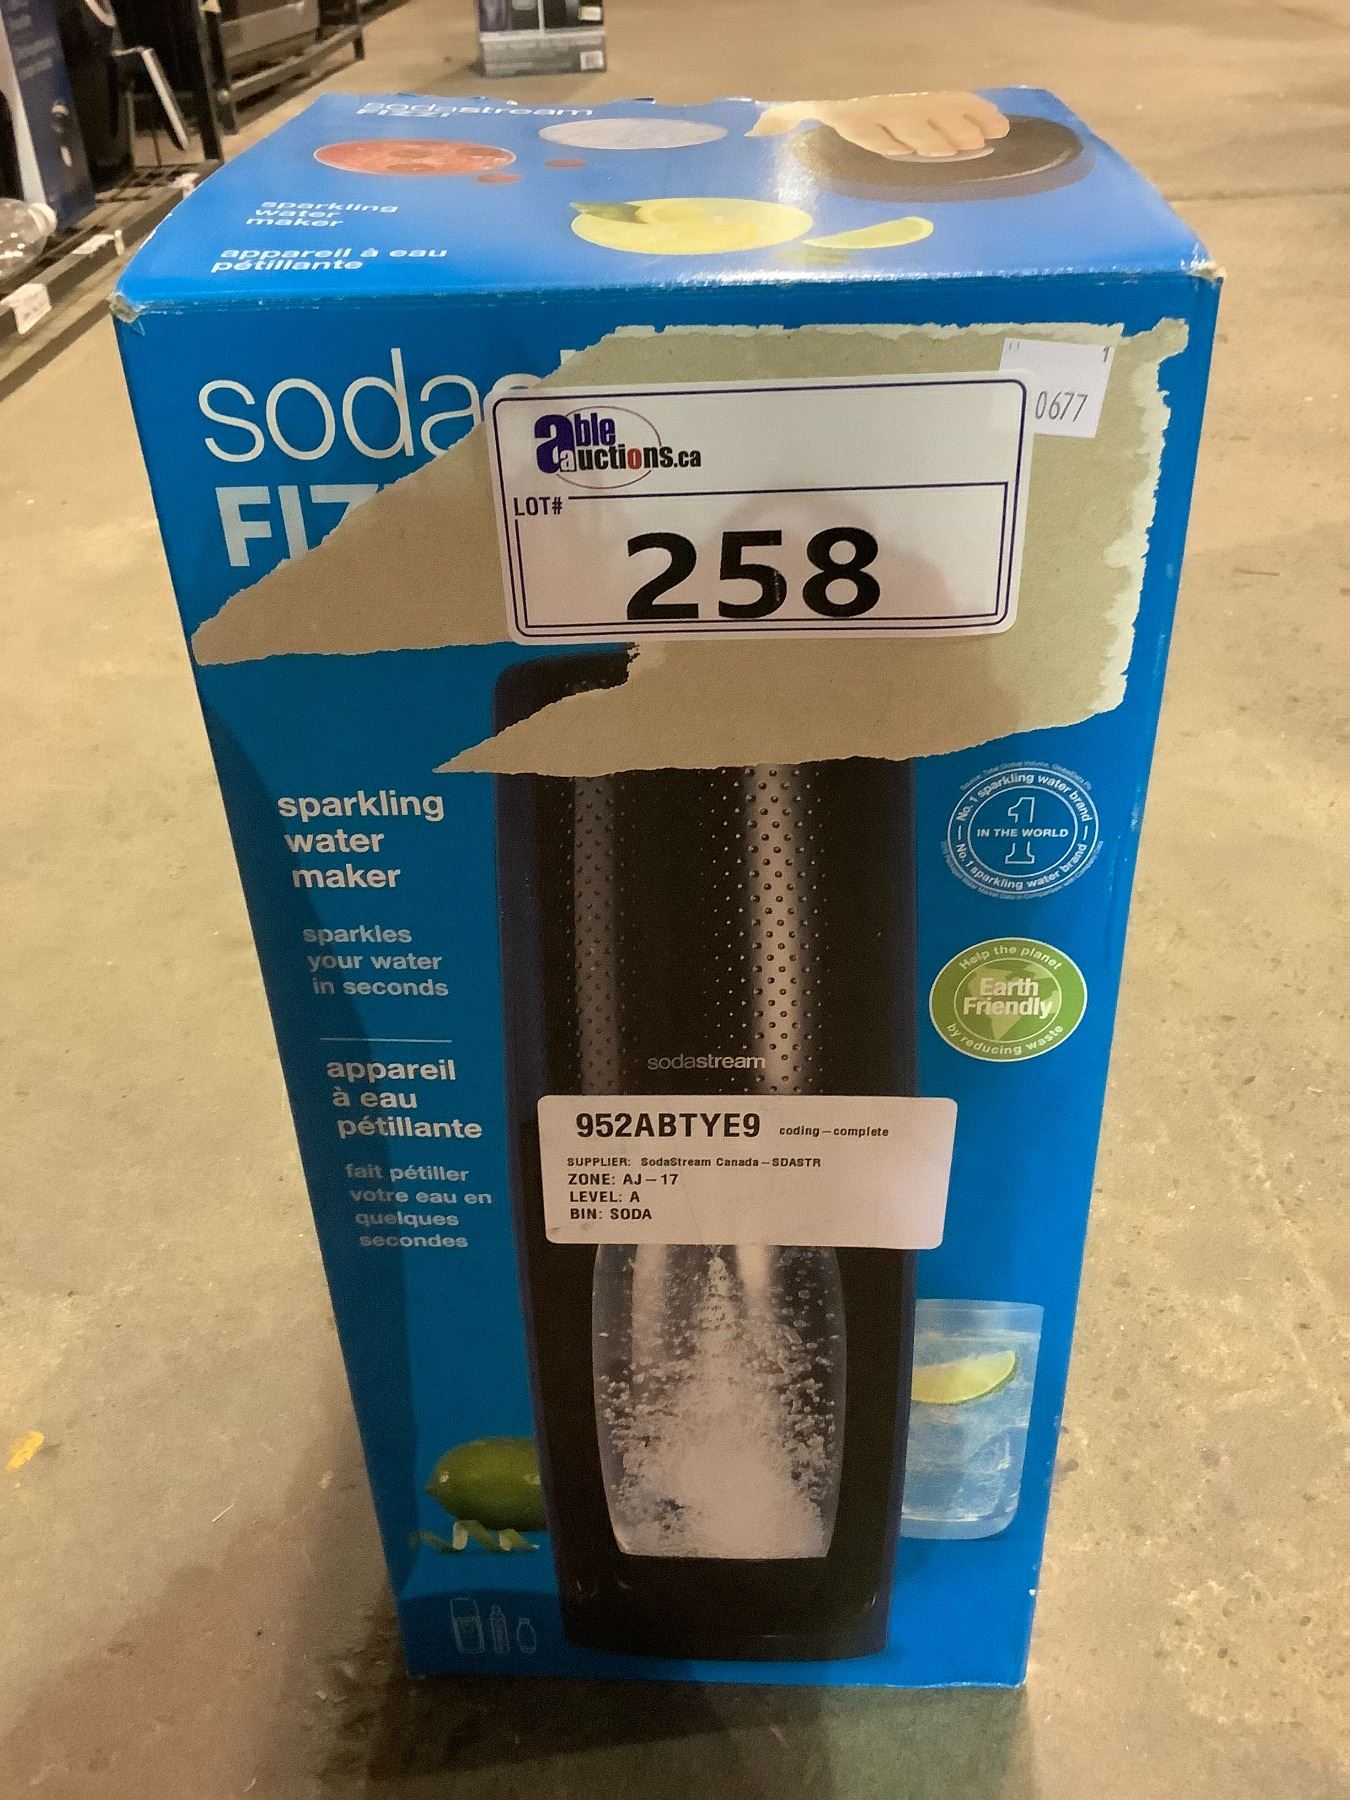 sodastream
FIZZI
sparkling
water
maker
appareil à eau
pétillante
soda
FIZ
1
0677
able
auctions.ca
LOT#
258
sparkling
water
maker
sparkles
your water
in seconds
appareil
à eau
pétillante
fait pétiller
votre eau en
quelques
secondes
No.1 sparkling water brand
1
IN THE WORLD
No.1 sparkling water brand
Help the planet
Earth
Friendly
by reducing waste
sodastream
952ABTYE9 coding-complete
SUPPLIER: SodaStream Canada-SDASTR
ZONE: AJ-17
LEVEL: A
BIN: SODA